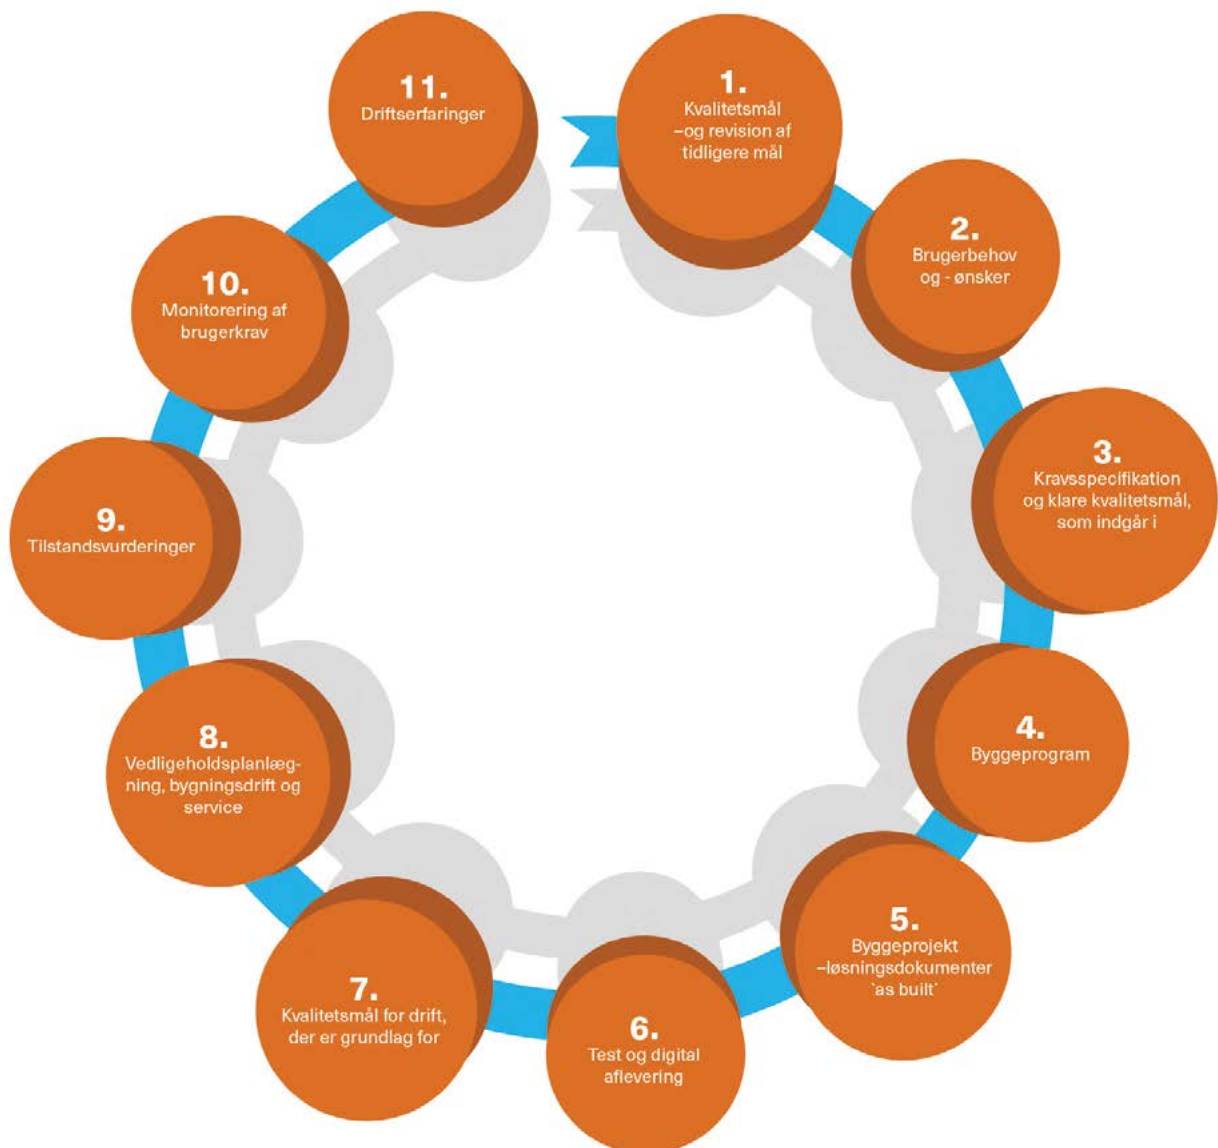 1.
Kvalitetsmål
–og revision af
tidligere mål
2.
Brugerbehov
og - ønsker
3.
Kravsspecifikation
og klare kvalitetsmål,
som indgår i
4.
Byggeprogram
5.
Byggeprojekt
–løsningsdokumenter
`as built´
6.
Test og digital
aflevering
7.
Kvalitetsmål for drift,
der er grundlag for
8.
Vedligeholdsplanlæg-
ning, bygningsdrift og
service
9.
Tilstandsvurderinger
10.
Monitorering af
brugerkrav
11.
Driftserfaringer